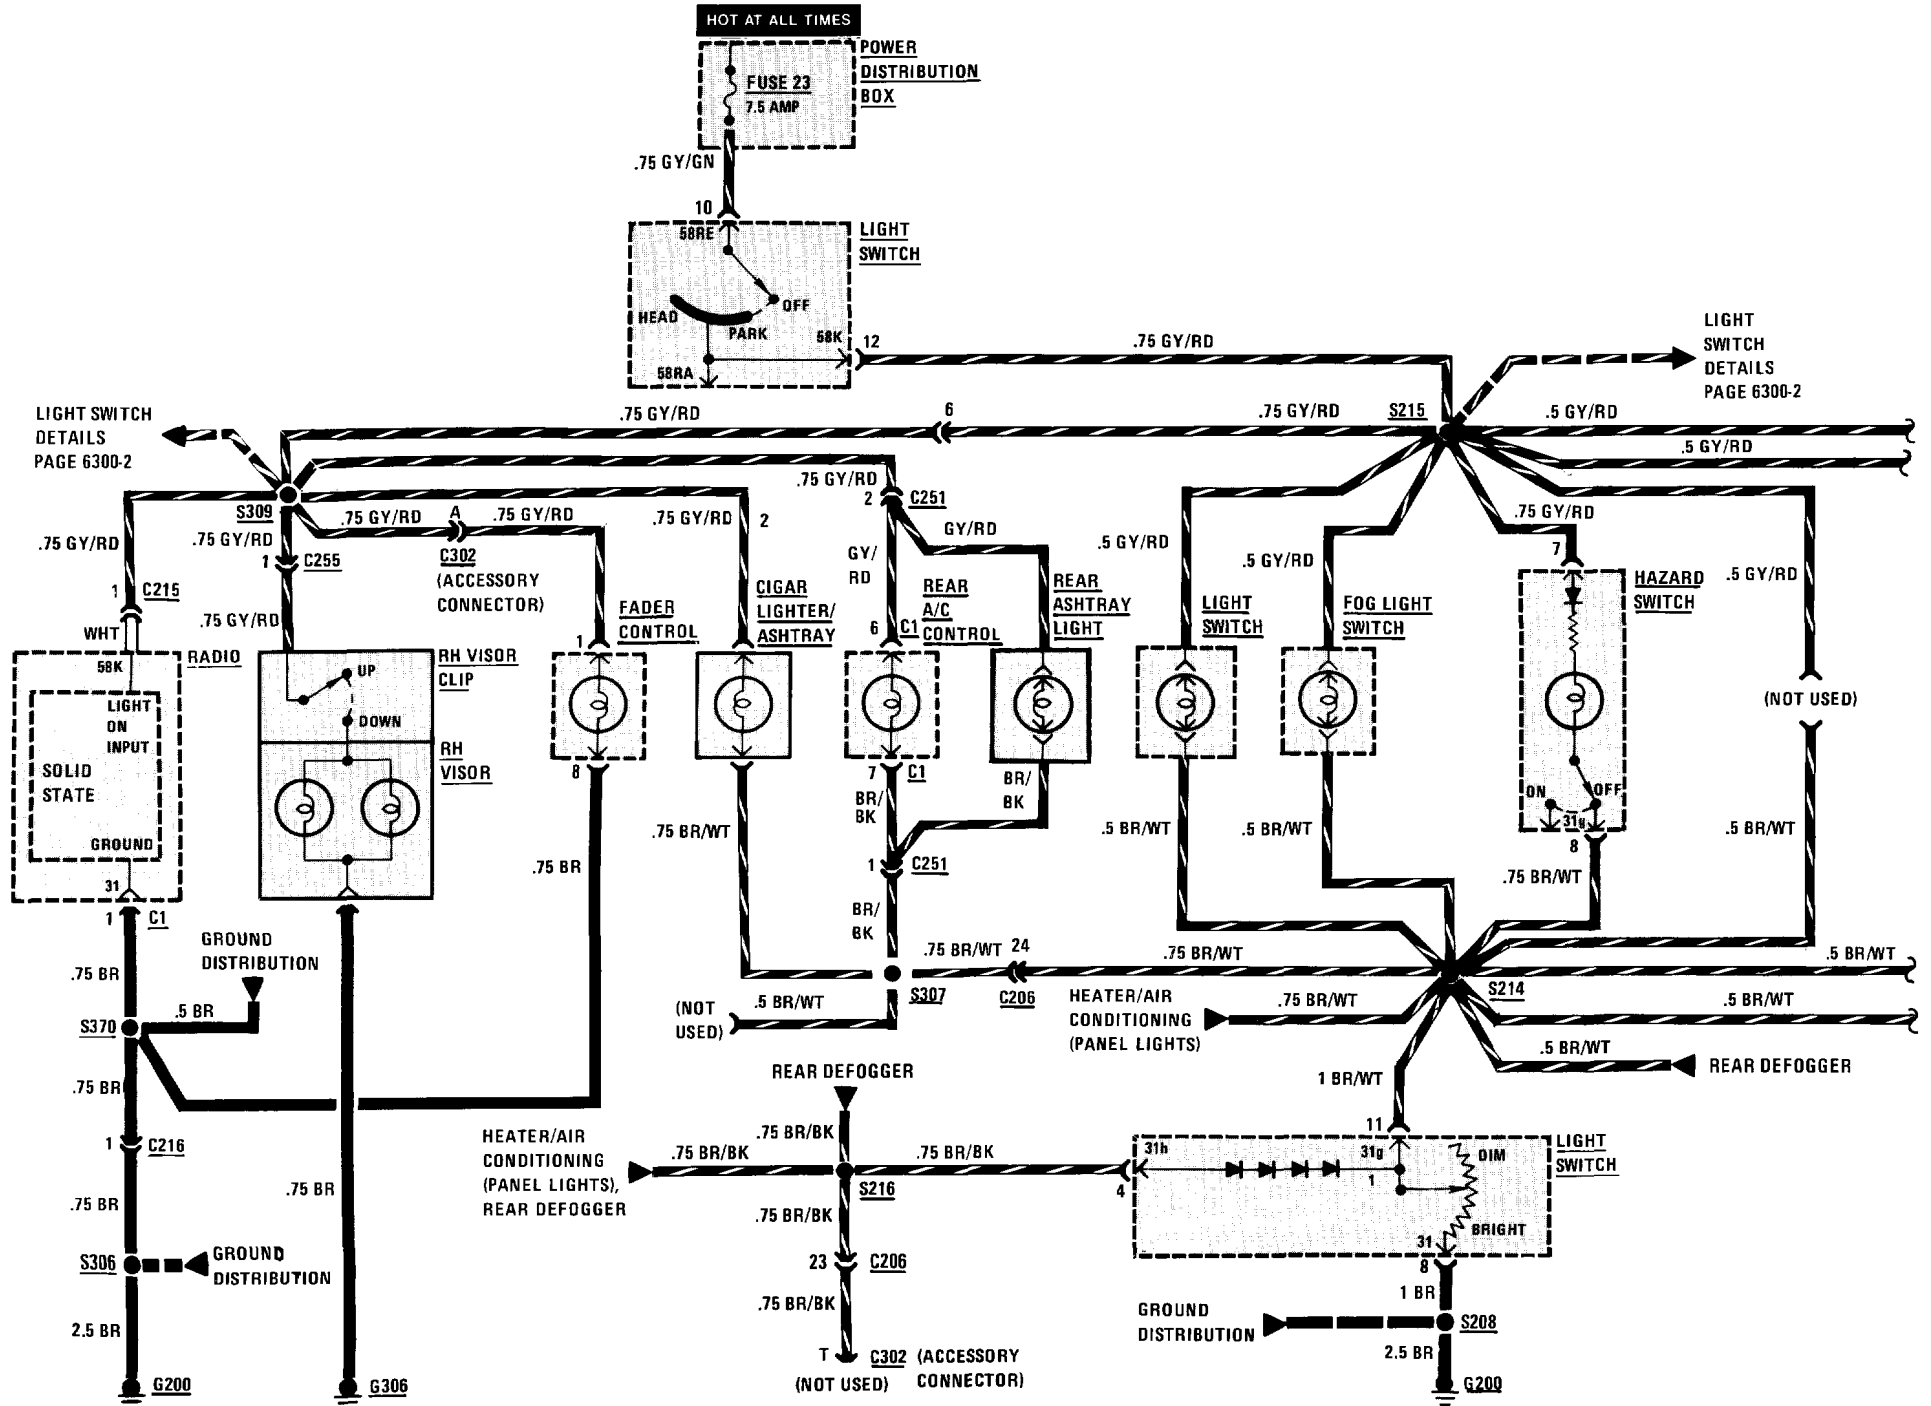 HOT AT ALL TIMES
POWER
DISTRIBUTION
BOX
FUSE 23
7.5 AMP
.75 GY/GN
10
58RE
LIGHT
SWITCH
OFF
HEAD
PARK
58K
12
58RA
.75 GY/RD
LIGHT
SWITCH
DETAILS
PAGE 6300-2
LIGHT SWITCH
DETAILS
PAGE 6300-2
.75 GY/RD
6
.75 GY/RD
S215
.5 GY/RD
.5 GY/RD
.75 GY/RD
2
C251
S309
.75 GY/RD
A
.75 GY/RD
.75 GY/RD
2
GY/RD
.75 GY/RD
.75 GY/RD
.75 GY/RD
1
C255
C302
(ACCESSORY
CONNECTOR)
GY/
RD
.5 GY/RD
.5 GY/RD
7
.5 GY/RD
1
C215
WHT
.75 GY/RD
FADER
CONTROL
1
CIGAR
LIGHTER/
ASHTRAY
REAR
A/C
CONTROL
6
C1
REAR
ASHTRAY
LIGHT
LIGHT
SWITCH
FOG LIGHT
SWITCH
HAZARD
SWITCH
58K
RADIO
RH VISOR
CLIP
UP
DOWN
LIGHT
ON
INPUT
SOLID
STATE
GROUND
RH
VISOR
(NOT USED)
8
7
C1
BR/
BK
BR/
BK
ON
OFF
31g
8
.75 BR/WT
.5 BR/WT
.5 BR/WT
.5 BR/WT
.75 BR
1
C251
.75 BR/WT
31
1
C1
BR/
BK
GROUND
DISTRIBUTION
.75 BR
.75 BR/WT
24
.75 BR/WT
.5 BR/WT
S307
C206
S214
(NOT
USED)
.5 BR/WT
HEATER/AIR
CONDITIONING
(PANEL LIGHTS)
.75 BR/WT
.5 BR/WT
S370
.5 BR
.5 BR/WT
REAR DEFOGGER
REAR DEFOGGER
1 BR/WT
.75 BR
11
1
C216
HEATER/AIR
CONDITIONING
(PANEL LIGHTS),
REAR DEFOGGER
.75 BR/BK
.75 BR/BK
.75 BR/BK
S216
4
31h
31g
1
DIM
BRIGHT
31
LIGHT
SWITCH
.75 BR
.75 BR
.75 BR/BK
8
S306
GROUND
DISTRIBUTION
23
C206
1 BR
.75 BR/BK
GROUND
DISTRIBUTION
S208
2.5 BR
2.5 BR
T
C302
(ACCESSORY
CONNECTOR)
(NOT USED)
G200
G306
G200